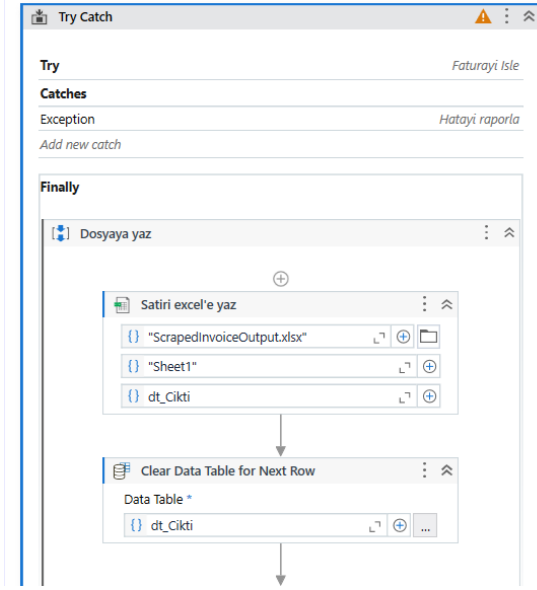 Try Catch
Try Faturayi Isle
Catches
Exception Hatayi raporla
Add new catch
Finally
Dosyaya yaz
Satiri excel'e yaz
"ScrapedInvoiceOutput.xlsx"
"Sheet1"
dt_Cikti
Clear Data Table for Next Row
Data Table *
dt_Cikti ...